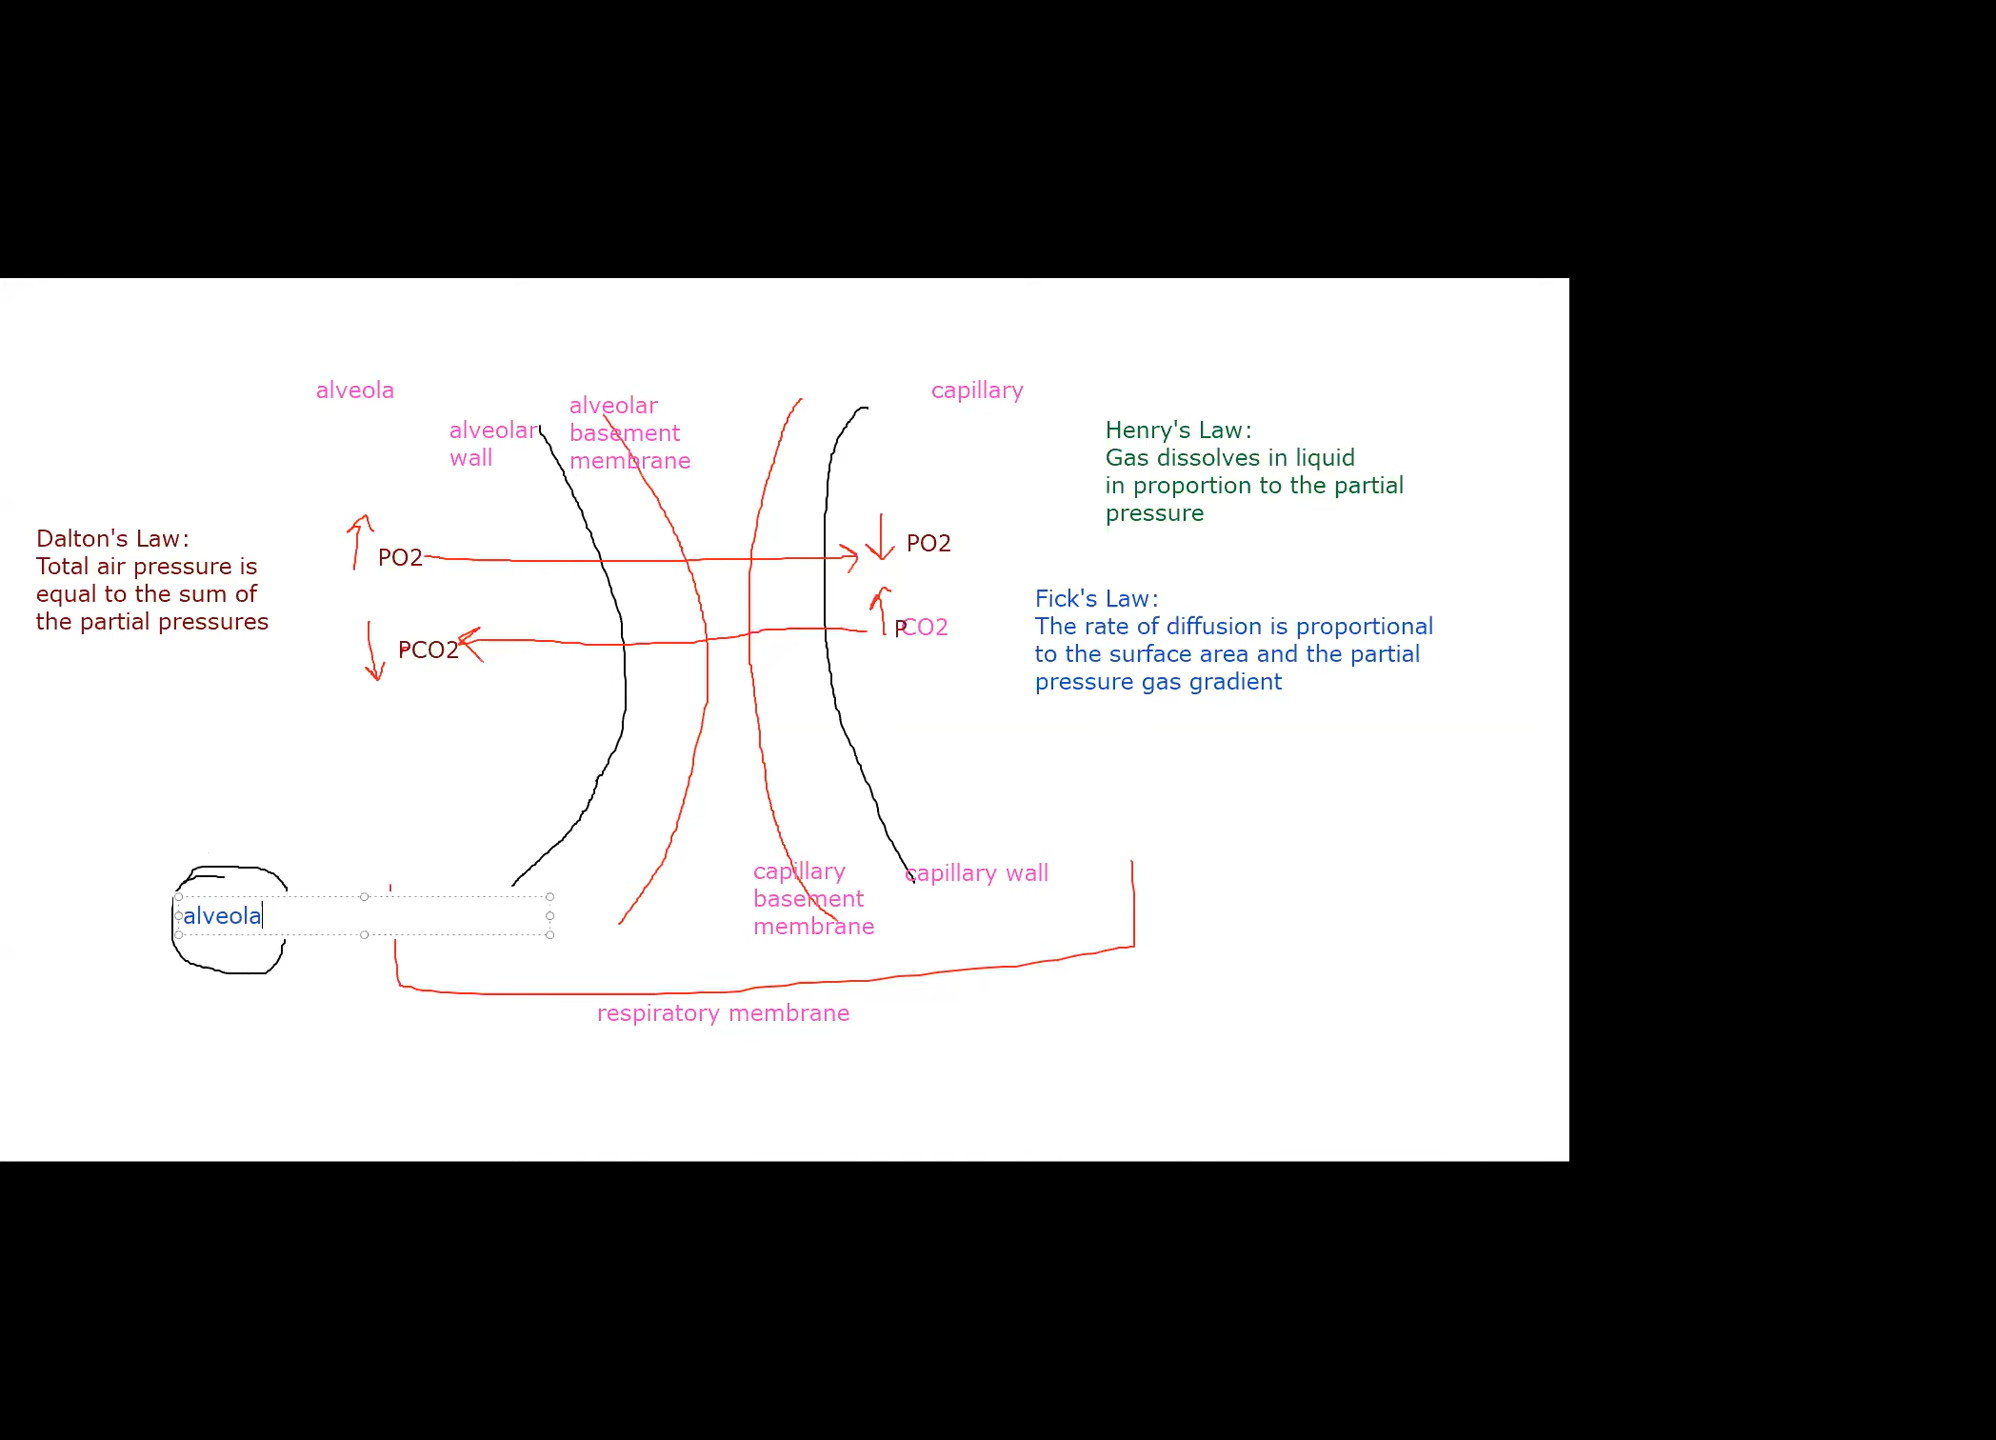 alveola
capillary
alveolar
wall
alveolar
basement
membrane
Henry's Law:
Gas dissolves in liquid
in proportion to the partial
pressure
Dalton's Law:
Total air pressure is
equal to the sum of
the partial pressures
PO2
PO2
PCO2
PCO2
Fick's Law:
The rate of diffusion is proportional
to the surface area and the partial
pressure gas gradient
capillary
basement
membrane
capillary wall
alveola
respiratory membrane